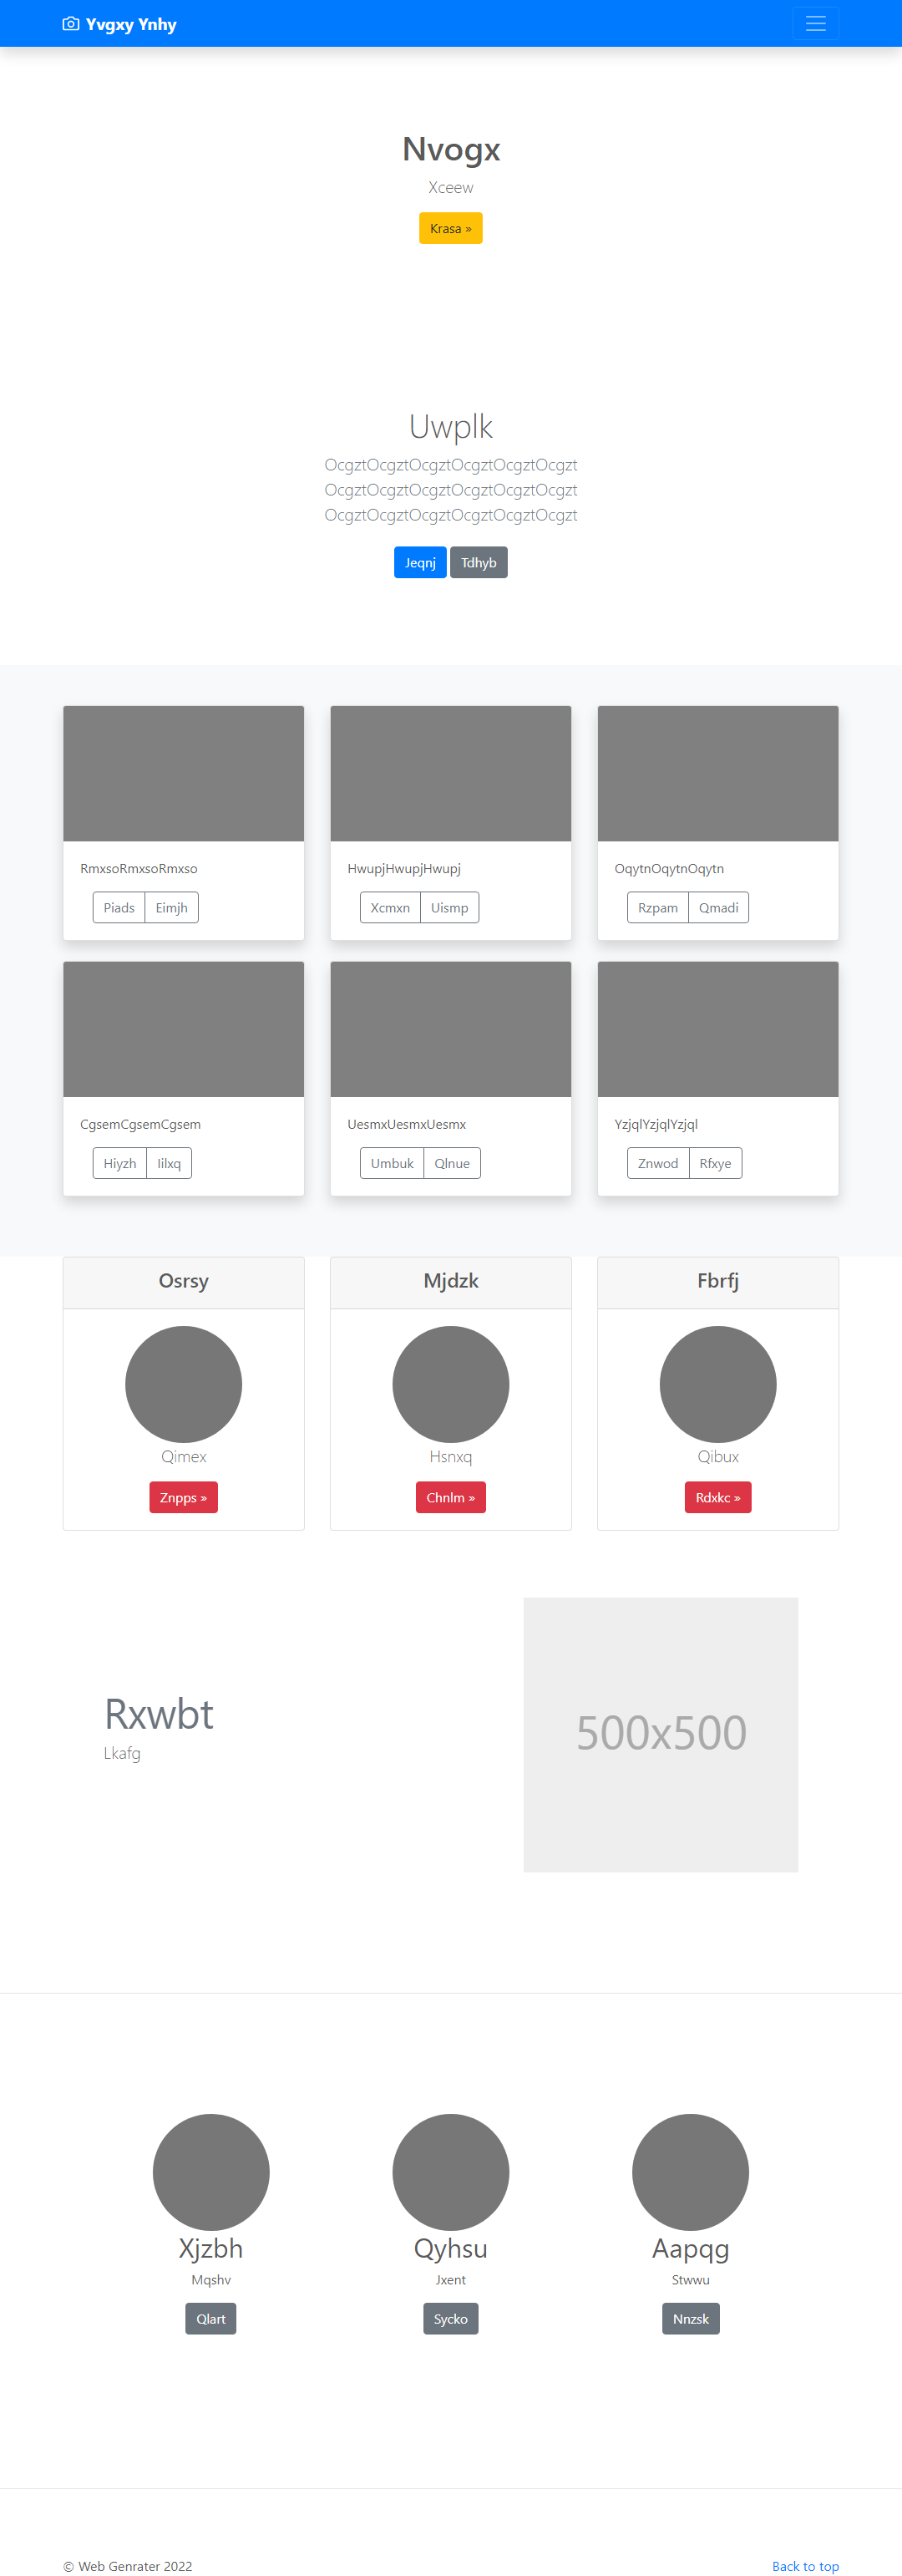 Yvgxy Ynhy
Nvogx
Xceew
Krasa »
Uwplk
OcgztOcgztOcgztOcgztOcgztOcgzt
OcgztOcgztOcgztOcgztOcgztOcgzt
OcgztOcgztOcgztOcgztOcgztOcgzt
Jeqnj Tdhyb
RmxsoRmxsoRmxso HwupjHwupjHwupj OqytnOqytnOqytn
Piads Eimjh Xcmxn Uismp Rzpam Qmadi
CgsemCgsemCgsem UesmxUesmxUesmx YzjqlYzjqlYzjql
Hiyzh Iilxq Umbuk Qlnue Znwod Rfxye
Osrsy Mjdzk Fbrfj
Qimex Hsnxq Qibux
Znpps » Chnlm » Rdxkc »
Rxwbt
Lkafg
500x500
Xjzbh Qyhsu Aapqg
Mqshv Jxent Stwwu
Qlart Sycko Nnzsk
© Web Genrater 2022 Back to top